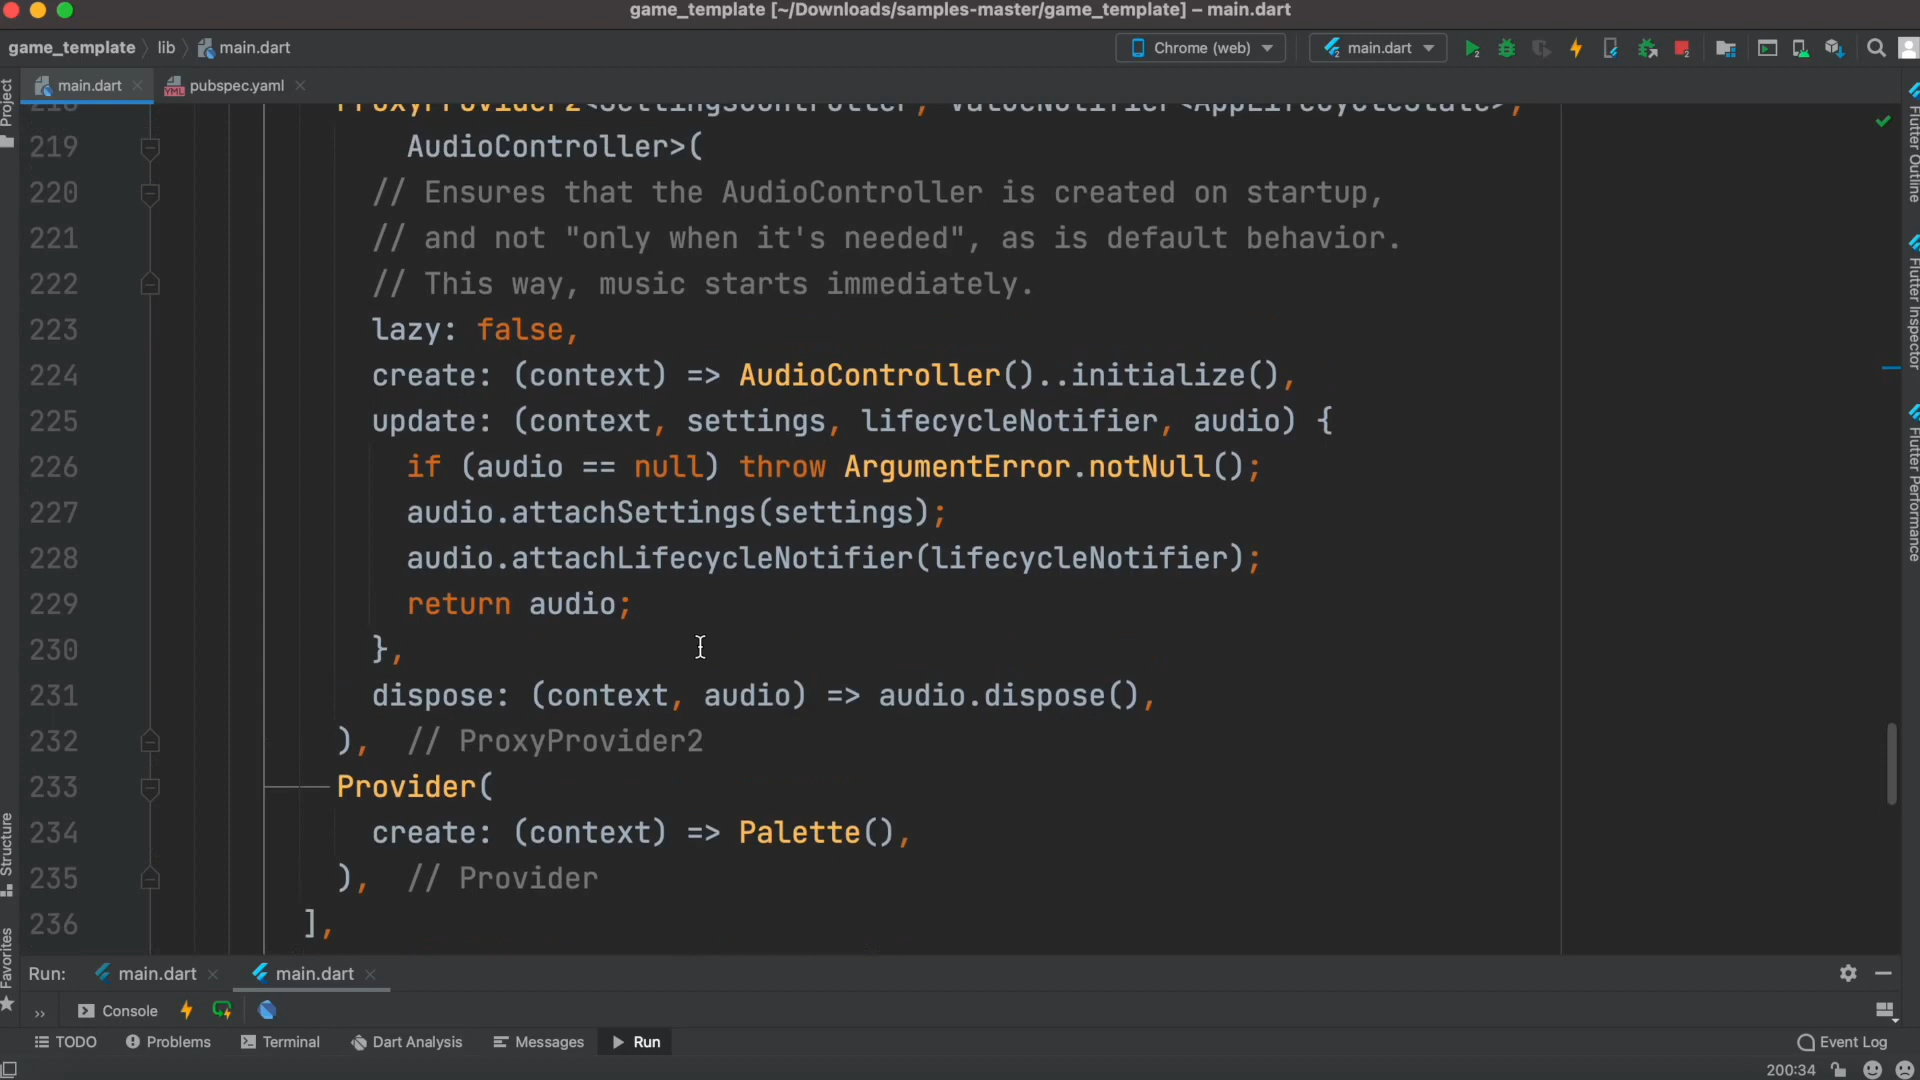 game_template [~/Downloads/samples-master/game_template] – main.dart
game_template lib main.dart
Chrome (web)
main.dart
main.dart
pubspec.yaml
Project
218 ProxyProvider2<SettingsController, ValueNotifier<AppLifecycleState>,
219 AudioController>(
220 // Ensures that the AudioController is created on startup,
221 // and not "only when it's needed", as is default behavior.
222 // This way, music starts immediately.
223 lazy: false,
224 create: (context) => AudioController()..initialize(),
225 update: (context, settings, lifecycleNotifier, audio) {
226 if (audio == null) throw ArgumentError.notNull();
227 audio.attachSettings(settings);
228 audio.attachLifecycleNotifier(lifecycleNotifier);
229 return audio;
230 },
231 dispose: (context, audio) => audio.dispose(),
232 ), // ProxyProvider2
233 Provider(
234 create: (context) => Palette(),
235 ), // Provider
236 ],
Flutter Outline
Flutter Inspector
Flutter Performance
Structure
Favorites
Run: main.dart main.dart
Console
TODO Problems Terminal Dart Analysis Messages Run Event Log
200:34